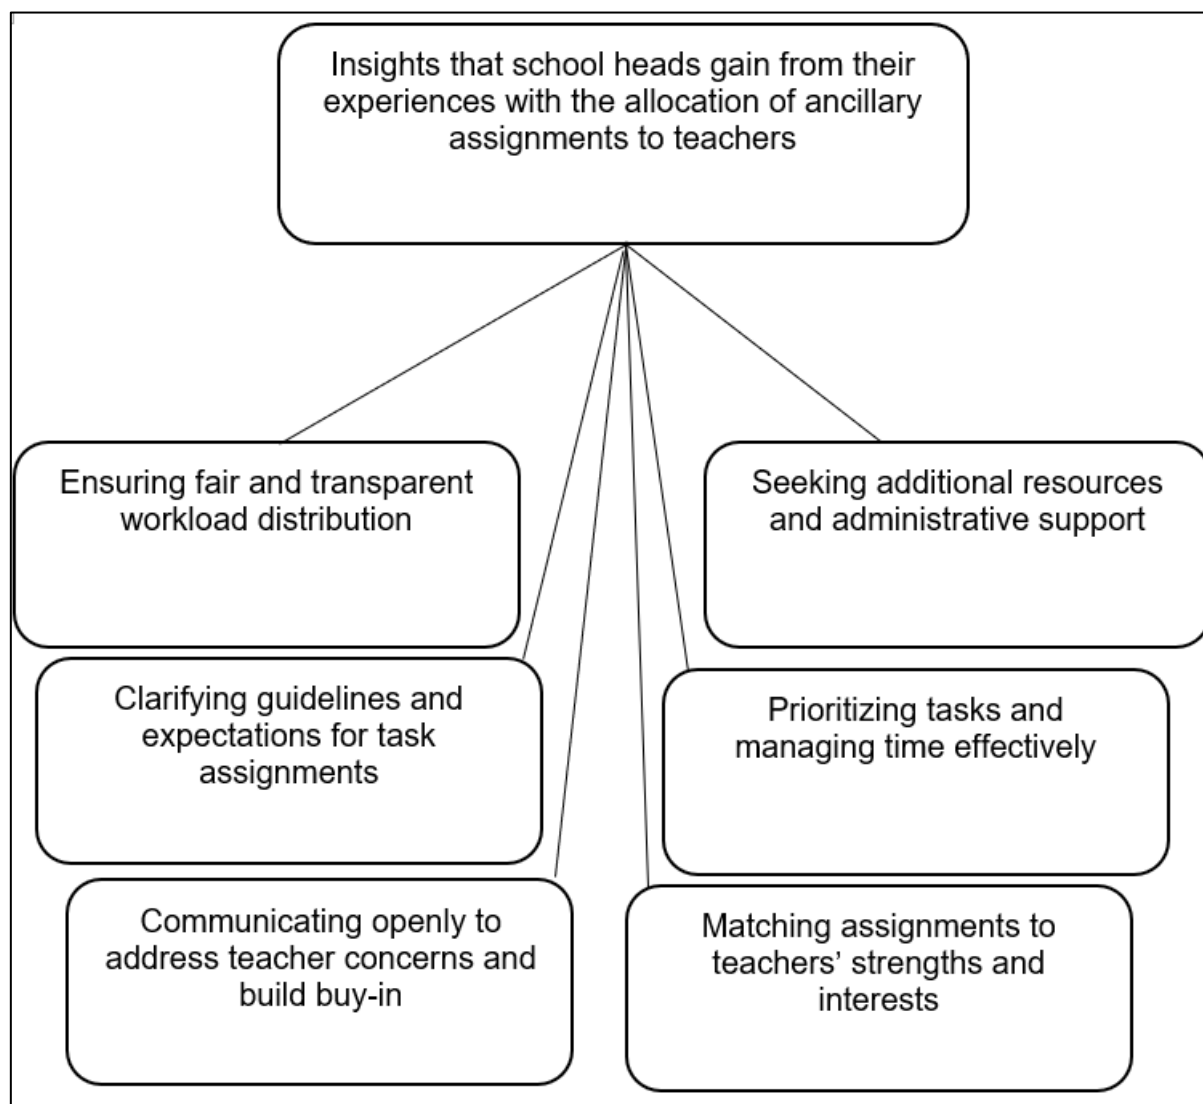 Insights that school heads gain from their
experiences with the allocation of ancillary
assignments to teachers
Ensuring fair and transparent
workload distribution
Seeking additional resources
and administrative support
Clarifying guidelines and
expectations for task
assignments
Prioritizing tasks and
managing time effectively
Communicating openly to
address teacher concerns and
build buy-in
Matching assignments to
teachers’ strengths and
interests